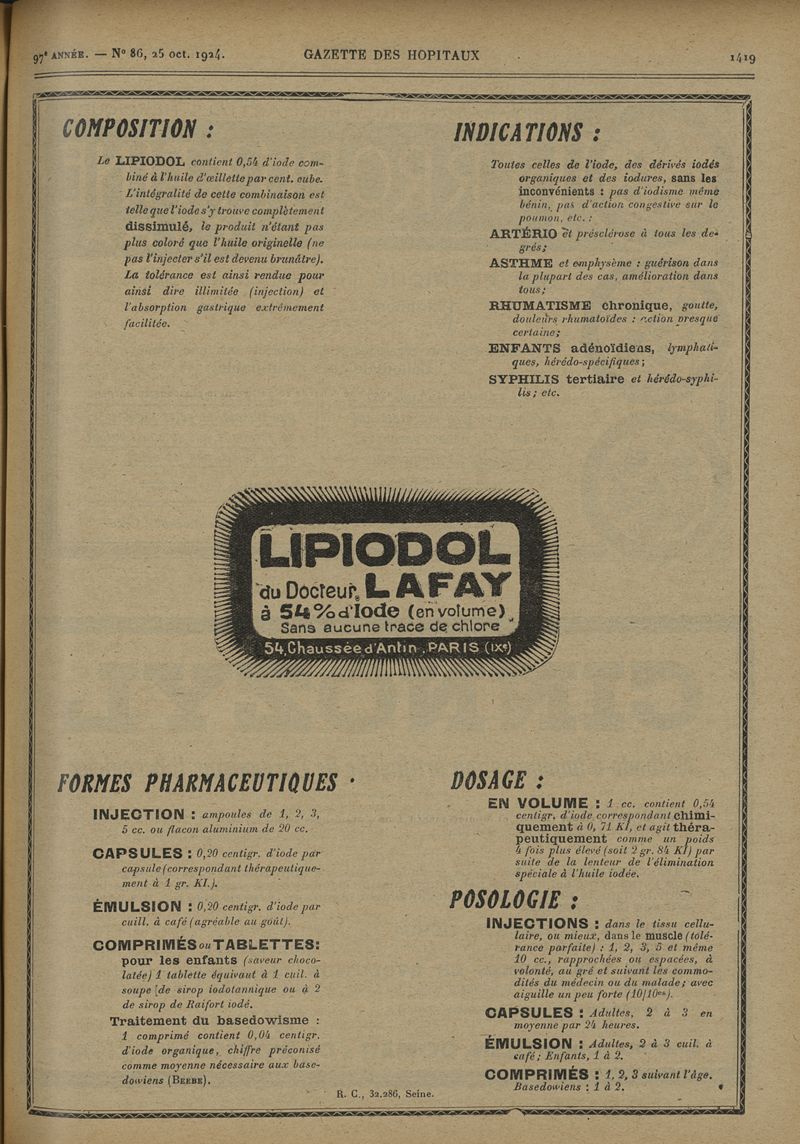 97e ANNÉE. — No 86, 25 oct. 1924.
GAZETTE DES HOPITAUX
1419
COMPOSITION :
Le LIPIODOL contient 0,54 d'iode com-
biné à l'huile d'œillette par cent. cube.
L'intégralité de cette combinaison est
telle que l'iode s'y trouve complètement
dissimulé, le produit n'étant pas
plus coloré que l'huile originelle (ne
pas l'injecter s'il est devenu brunâtre).
La tolérance est ainsi rendue pour
ainsi dire illimitée (injection) et
l'absorption gastrique extrêmement
facilitée.
INDICATIONS :
Toutes celles de l'iode, des dérivés iodés
organiques et des iodures, sans les
inconvénients : pas d'iodisme même
bénin, pas d'action congestive sur le
poumon, etc. :
ARTÉRIO et présclérose à tous les de-
grés;
ASTHME et emphysème : guérison dans
la plupart des cas, amélioration dans
tous;
RHUMATISME chronique, goutte,
douleurs rhumatoïdes : action presque
certaine;
ENFANTS adénoïdiens, lymphati-
ques, hérédo-spécifiques ;
SYPHILIS tertiaire et hérédo-syphi-
lis ; etc.
LIPIODOL
du Docteur LAFAY
à 54% d'Iode (en volume)
Sans aucune trace de chlore
54, Chaussée d'Antin, PARIS (IXe)
FORMES PHARMACEUTIQUES
INJECTION : ampoules de 1, 2, 3,
5 cc. ou flacon aluminium de 20 cc.
CAPSULES : 0,20 centigr. d'iode par
capsule (correspondant thérapeutique-
ment à 1 gr. KI.).
ÉMULSION : 0,20 centigr. d'iode par
cuill. à café (agréable au goût).
COMPRIMÉS ou TABLETTES:
pour les enfants (saveur choco-
latée) 1 tablette équivaut à 1 cuil. à
soupe [de sirop iodotannique ou à 2
de sirop de Raifort iodé.
Traitement du basedowisme :
1 comprimé contient 0,04 centigr.
d'iode organique, chiffre préconisé
comme moyenne nécessaire aux base-
dowiens (BEEBE).
DOSAGE :
EN VOLUME : 1 cc. contient 0,54
centigr. d'iode correspondant chimi-
quement à 0, 71 KI, et agit théra-
peutiquement comme un poids
4 fois plus élevé (soit 2 gr. 84 KI) par
suite de la lenteur de l'élimination
spéciale à l'huile iodée.
POSOLOGIE :
INJECTIONS : dans le tissu cellu-
laire, ou mieux, dans le muscle (tolé-
rance parfaite) : 1, 2, 3, 5 et même
10 cc., rapprochées ou espacées, à
volonté, au gré et suivant les commo-
dités du médecin ou du malade ; avec
aiguille un peu forte (10/10es).
CAPSULES : Adultes, 2 à 3 en
moyenne par 24 heures.
ÉMULSION : Adultes, 2 à 3 cuil. à
café ; Enfants, 1 à 2.
COMPRIMÉS : 1, 2, 3 suivant l'âge.
Basedowiens : 1 à 2.
R. C., 32.286, Seine.